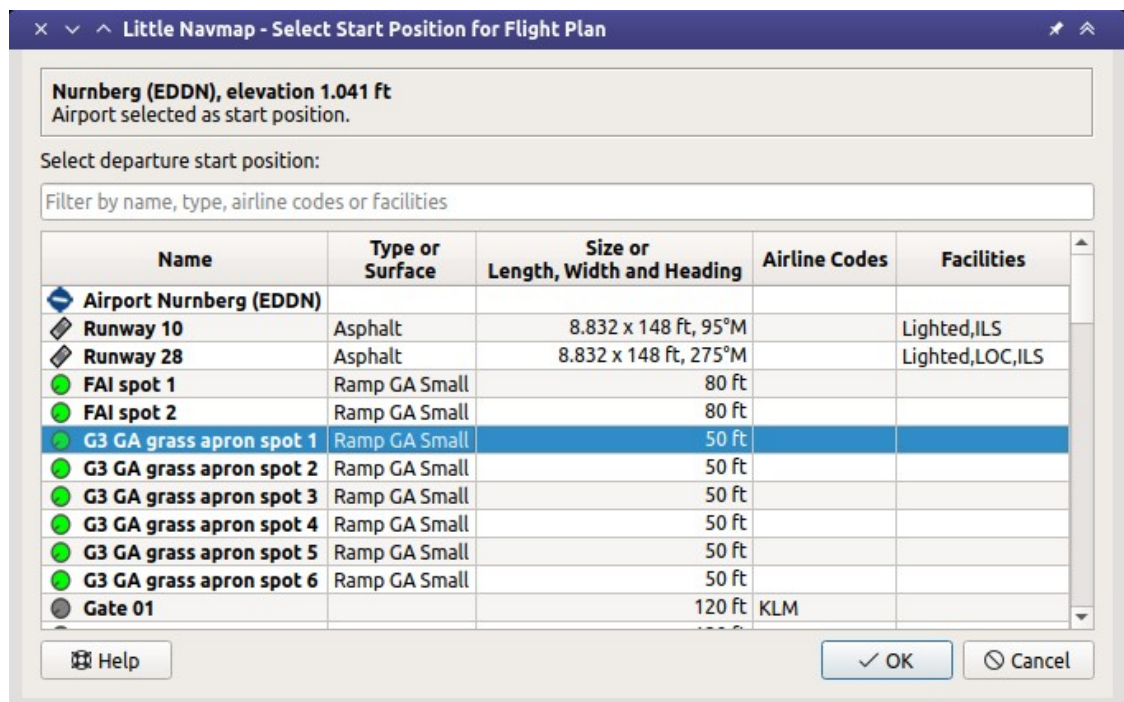 Little Navmap - Select Start Position for Flight Plan
Nurnberg (EDDN), elevation 1.041 ft
Airport selected as start position.
Select departure start position:
Filter by name, type, airline codes or facilities
Name Type or Surface Size or Length, Width and Heading Airline Codes Facilities
Airport Nurnberg (EDDN)
Runway 10 Asphalt 8.832 x 148 ft, 95°M Lighted,ILS
Runway 28 Asphalt 8.832 x 148 ft, 275°M Lighted,LOC,ILS
FAI spot 1 Ramp GA Small 80 ft
FAI spot 2 Ramp GA Small 80 ft
G3 GA grass apron spot 1 Ramp GA Small 50 ft
G3 GA grass apron spot 2 Ramp GA Small 50 ft
G3 GA grass apron spot 3 Ramp GA Small 50 ft
G3 GA grass apron spot 4 Ramp GA Small 50 ft
G3 GA grass apron spot 5 Ramp GA Small 50 ft
G3 GA grass apron spot 6 Ramp GA Small 50 ft
Gate 01 120 ft KLM
Help OK Cancel